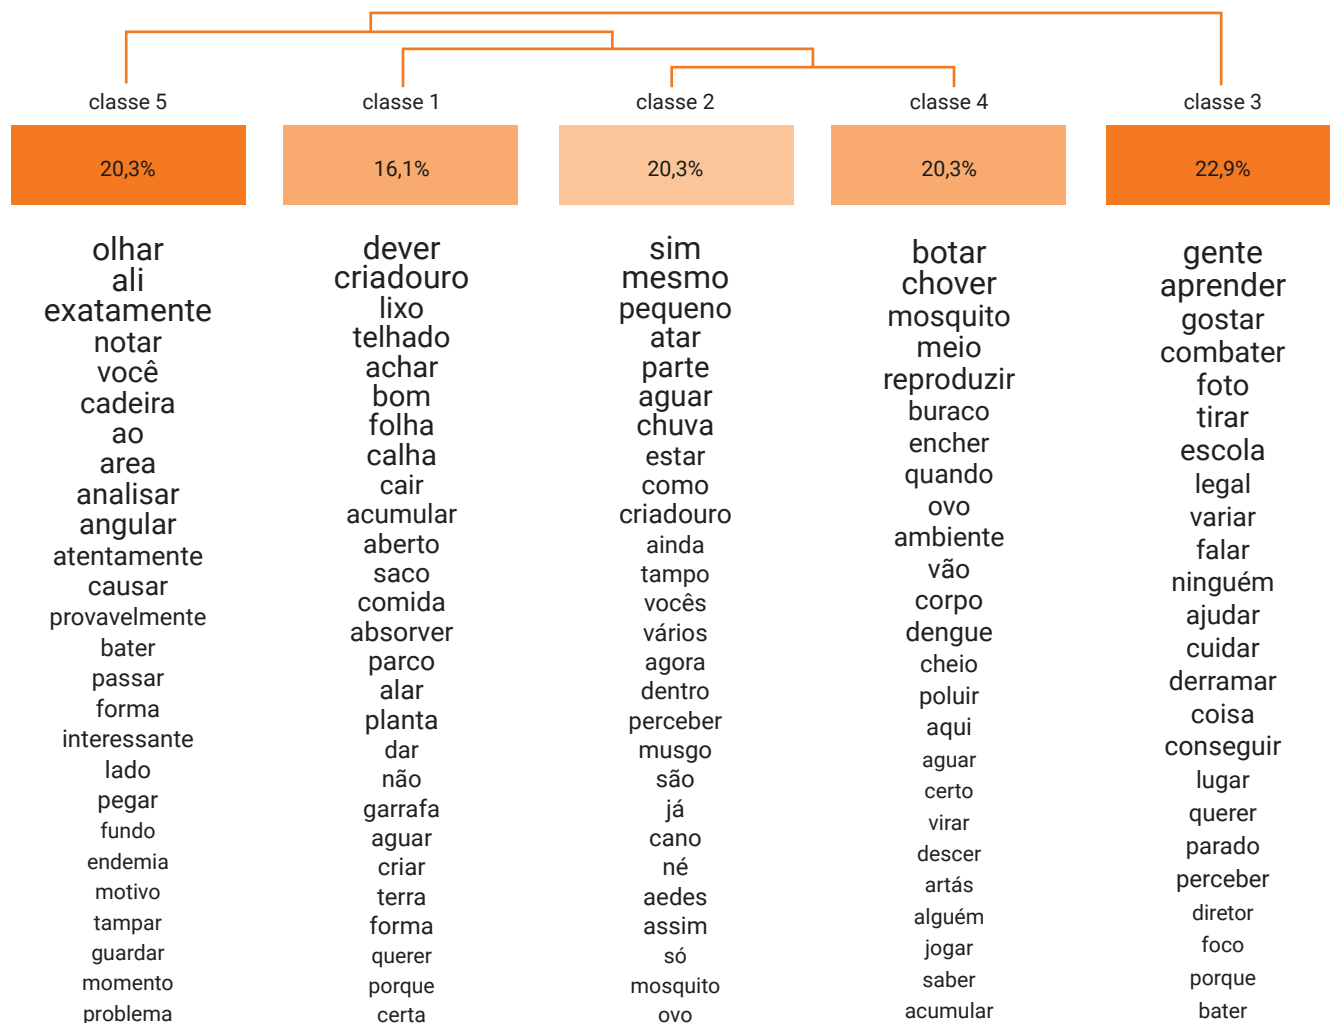 classe 5
classe 1
classe 2
classe 4
classe 3
20,3%
16,1%
20,3%
20,3%
22,9%
olhar
ali
exatamente
notar
você
cadeira
ao
area
analisar
angular
atentamente
causar
provavelmente
bater
passar
forma
interessante
lado
pegar
fundo
endemia
motivo
tampar
guardar
momento
problema
dever
criadouro
lixo
telhado
achar
bom
folha
calha
cair
acumular
aberto
saco
comida
absorver
parco
alar
planta
dar
não
garrafa
aguar
criar
terra
forma
querer
porque
certa
sim
mesmo
pequeno
atar
parte
aguar
chuva
estar
como
criadouro
ainda
tampo
vocês
vários
agora
dentro
perceber
musgo
são
já
cano
né
aedes
assim
só
mosquito
ovo
botar
chover
mosquito
meio
reproduzir
buraco
encher
quando
ovo
ambiente
vão
corpo
dengue
cheio
poluir
aqui
aguar
certo
virar
descer
artás
alguém
jogar
saber
acumular
gente
aprender
gostar
combater
foto
tirar
escola
legal
variar
falar
ninguém
ajudar
cuidar
derramar
coisa
conseguir
lugar
querer
parado
perceber
diretor
foco
porque
bater